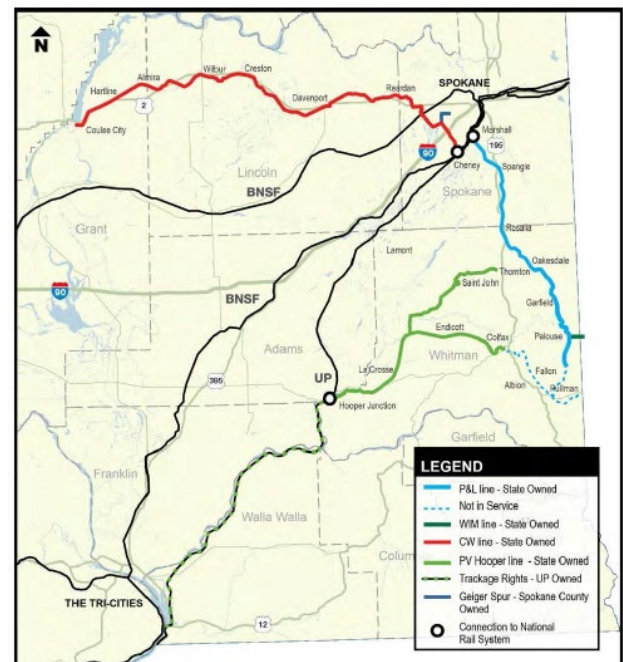 N
SPOKANE
Wilbur
Creston
Almira
Hartline
Reardan
Davenport
2
Coulee City
Marshall
195
90
Cheney
Lincoln
BNSF
Spokane
Spangle
Grant
Rosalia
Lamont
Oakesdale
Thornton
Saint John
90
BNSF
Garfield
Endicott
Colfax
Palouse
Adams
Whitman
UP
La Crosse
Fallon
395
Albion
Pullman
Hooper Junction
Garfield
Franklin
Walla Walla
Colum
THE TRI-CITIES
12
LEGEND
P&L line - State Owned
Not in Service
WIM line - State Owned
CW line - State Owned
PV Hooper line - State Owned
Trackage Rights - UP Owned
Geiger Spur - Spokane County
Owned
Connection to National
Rail System